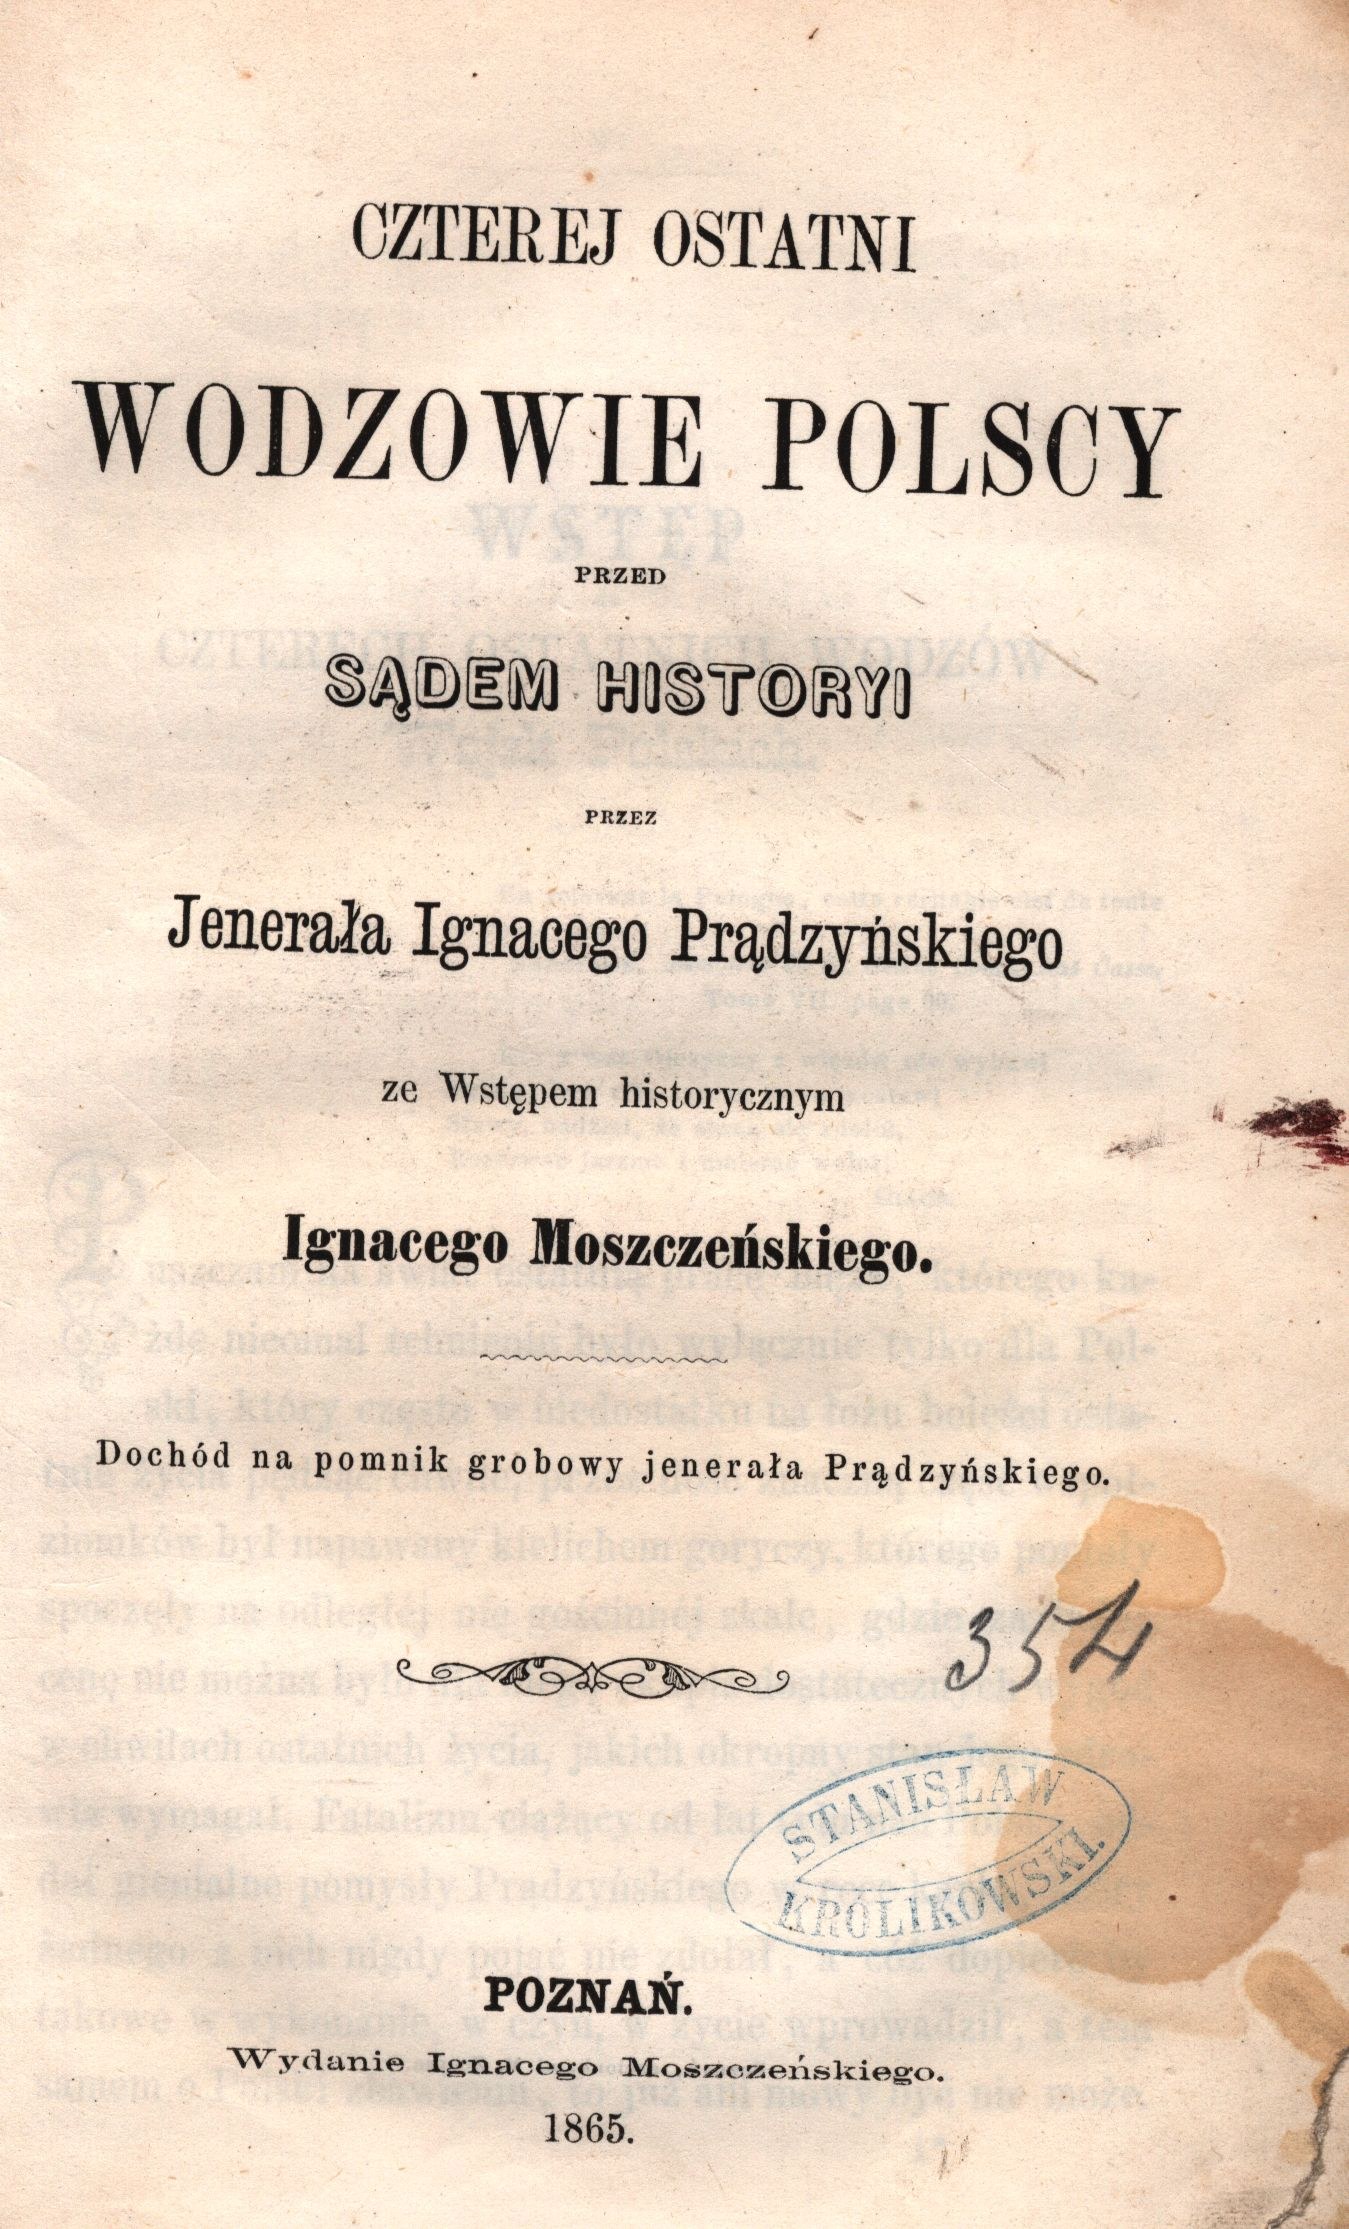 CZTEREJ OSTATNI
WODZOWIE POLSCY
PRZED
SĄDEM HISTORYI
PRZEZ
Jenerała Ignacego Prądzyńskiego
ze Wstępem historycznym
Ignacego Moszczeńskiego.
Dochód na pomnik grobowy jenerała Prądzyńskiego.
354
STANISŁAW
KRÓLIKOWSKI.
POZNAŃ.
Wydanie Ignacego Moszczeńskiego.
1865.